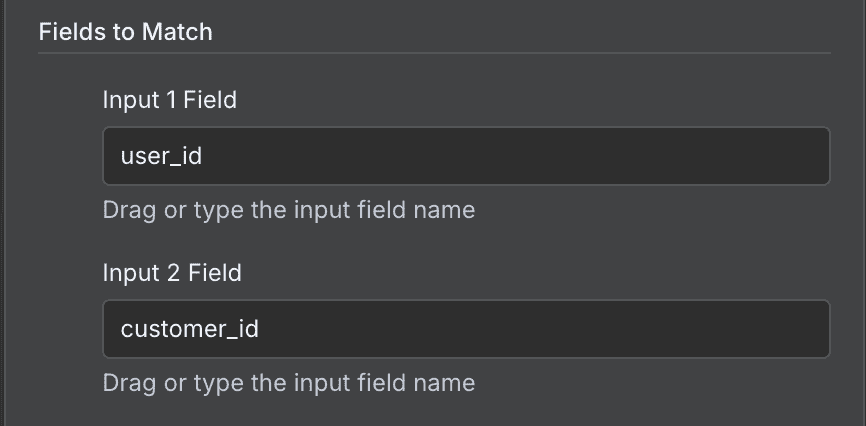 Fields to Match
Input 1 Field
user_id
Drag or type the input field name
Input 2 Field
customer_id
Drag or type the input field name